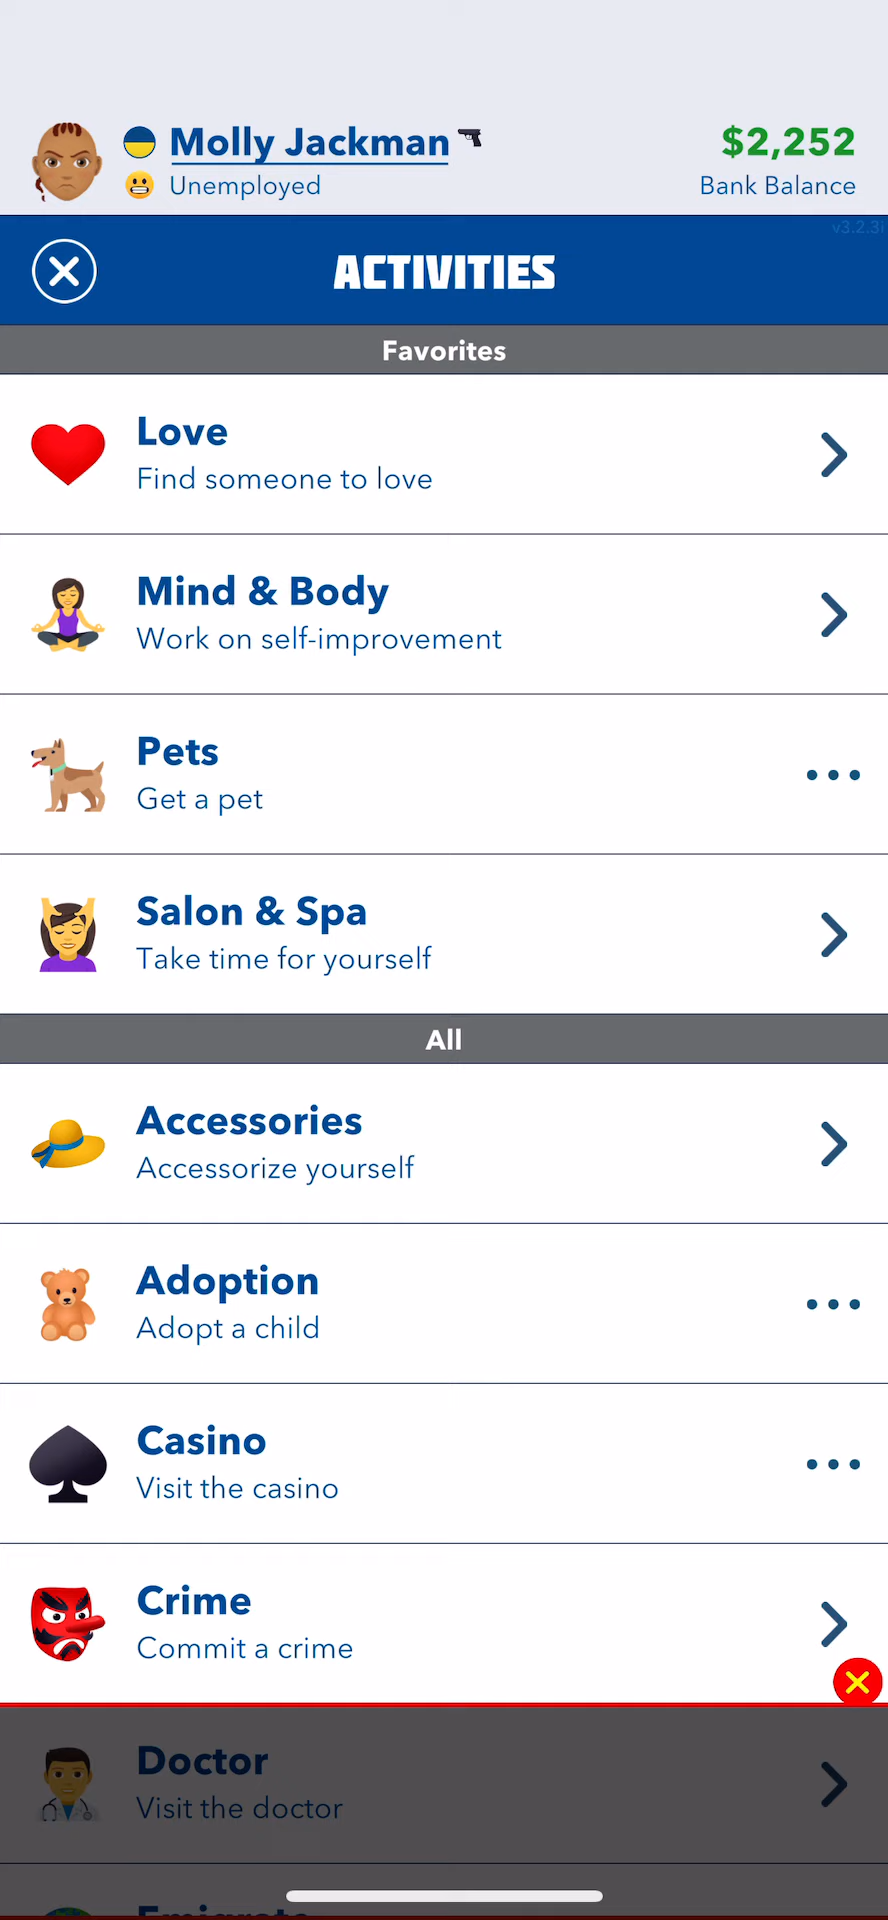 Molly Jackman
$2,252
Unemployed
Bank Balance
v3.2.3i
ACTIVITIES
Favorites
Love
Find someone to love
Mind & Body
Work on self-improvement
Pets
Get a pet
Salon & Spa
Take time for yourself
All
Accessories
Accessorize yourself
Adoption
Adopt a child
Casino
Visit the casino
Crime
Commit a crime
Doctor
Visit the doctor
Emigrate